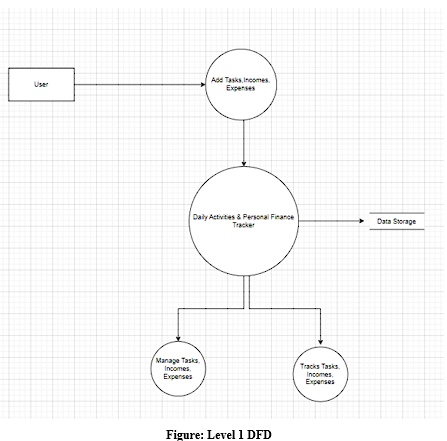 User
Add Tasks,Incomes,
Expenses
Daily Activities & Personal Finance
Tracker
Data Storage
Manage Tasks,
Incomes,
Expenses
Tracks Tasks,
Incomes,
Expenses
Figure: Level 1 DFD